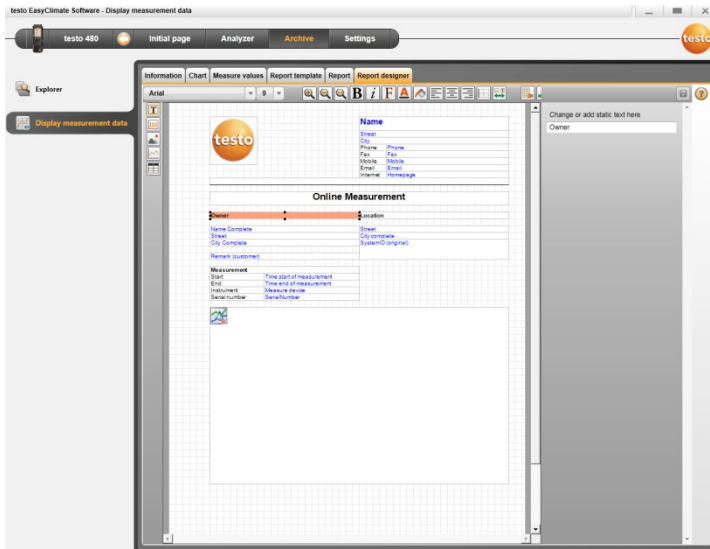 testo EasyClimate Software - Display measurement data
testo 480 Initial page Analyzer Archive Settings
testo
Information Chart Measure values Report template Report Report designer
Explorer
Display measurement data
Arial 9 B i F A
T
Change or add static text here
Owner
testo
Name
Street
City
Phone Phone
Fax Fax
Mobile Mobile
Email Email
Internet Homepage
Online Measurement
Owner Location
Name Complete Street
Street City complete
City Complete SystemID (original)
Remark (customer)
Measurement
Start Time start of measurement
End Time end of measurement
Instrument Measure device
Serial number SerialNumber